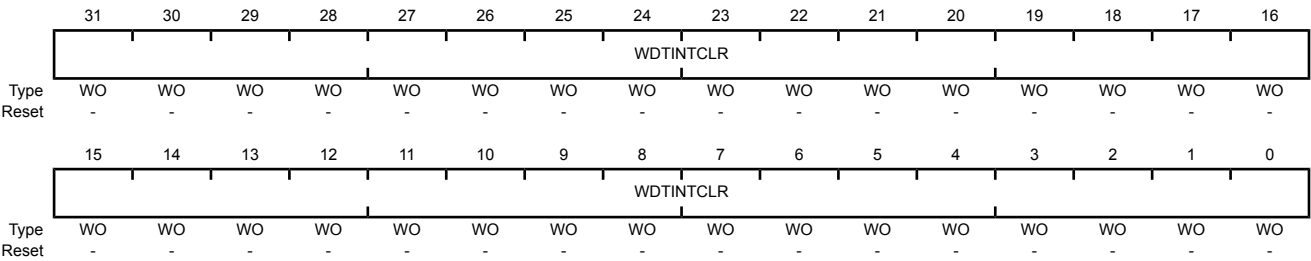 31 30 29 28 27 26 25 24 23 22 21 20 19 18 17 16
WDTINTCLR
Type WO WO WO WO WO WO WO WO WO WO WO WO WO WO WO WO
Reset - - - - - - - - - - - - - - - -
15 14 13 12 11 10 9 8 7 6 5 4 3 2 1 0
WDTINTCLR
Type WO WO WO WO WO WO WO WO WO WO WO WO WO WO WO WO
Reset - - - - - - - - - - - - - - - -